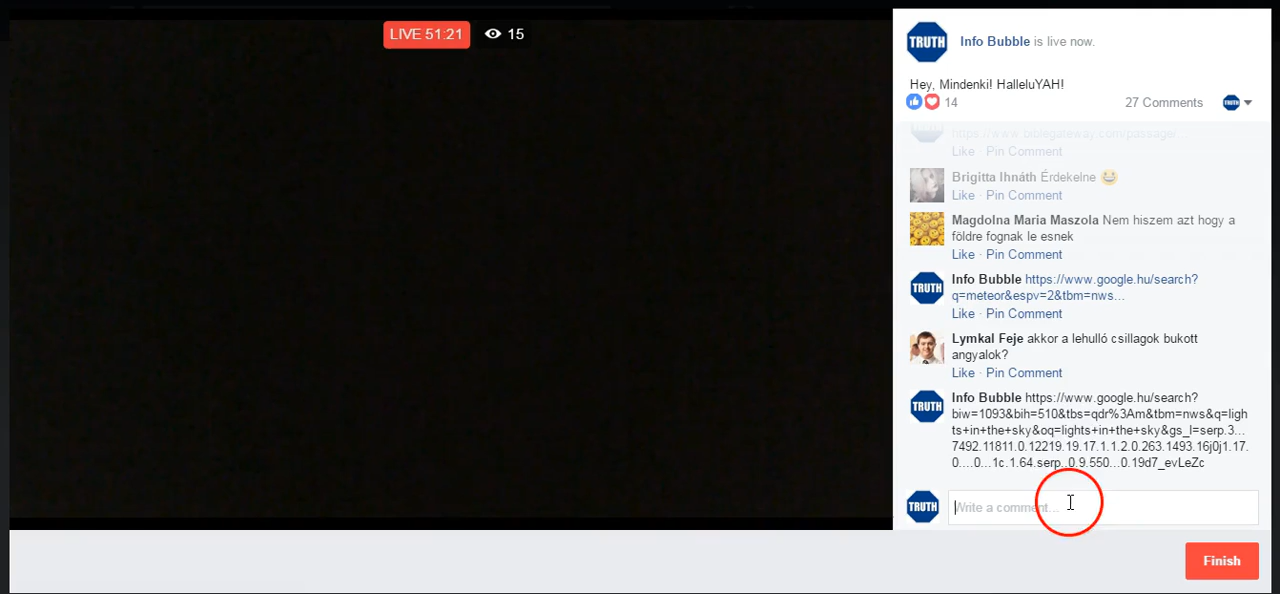 LIVE 51:21
15
TRUTH
Info Bubble is live now.
Hey, Mindenki! HalleluYAH!
14
27 Comments
TRUTH
https://www.biblegateway.com/passage/...
Like · Pin Comment
Brigitta Ihnáth Érdekelne
Like · Pin Comment
Magdolna Maria Maszola Nem hiszem azt hogy a
földre fognak le esnek
Like · Pin Comment
TRUTH
Info Bubble https://www.google.hu/search?
q=meteor&espv=2&tbm=nws...
Like · Pin Comment
Lymkal Feje akkor a lehulló csillagok bukott
angyalok?
Like · Pin Comment
TRUTH
Info Bubble https://www.google.hu/search?
biw=1093&bih=510&tbs=qdr%3Am&tbm=nws&q=ligh
ts+in+the+sky&oq=lights+in+the+sky&gs_l=serp.3...
7492.11811.0.12219.19.17.1.1.2.0.263.1493.16j0j1.17.
0....0...1c.1.64.serp..0.9.550...0.19d7_evLeZc
TRUTH
Write a comment...
Finish